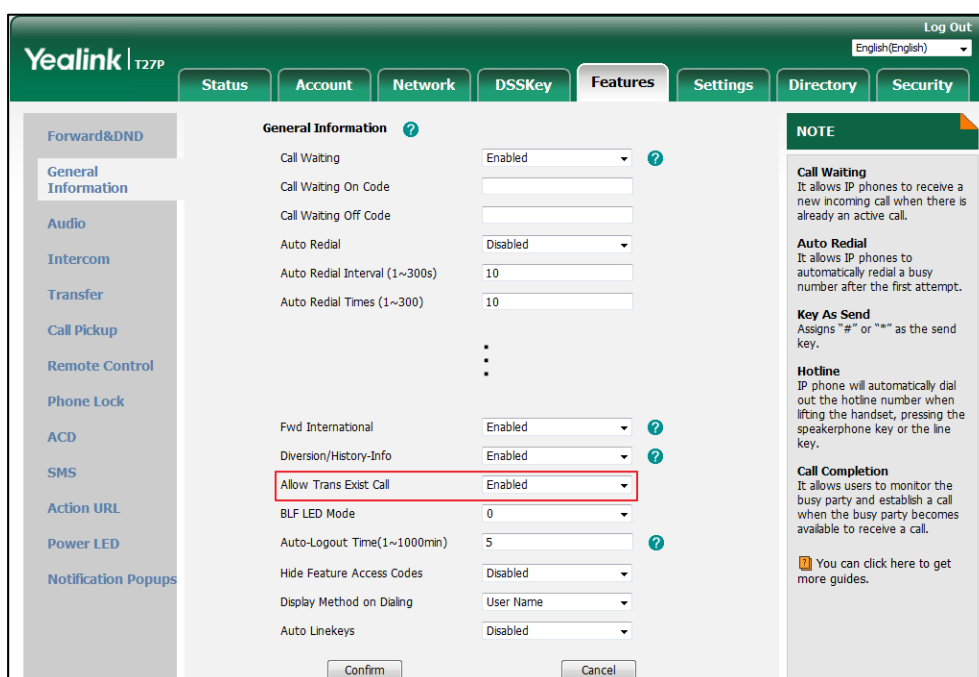 Log Out
English(English)
Yealink T27P
Status Account Network DSSKey Features Settings Directory Security
Forward&DND
General
Information
Audio
Intercom
Transfer
Call Pickup
Remote Control
Phone Lock
ACD
SMS
Action URL
Power LED
Notification Popups
General Information ?
Call Waiting Enabled ?
Call Waiting On Code
Call Waiting Off Code
Auto Redial Disabled
Auto Redial Interval (1~300s) 10
Auto Redial Times (1~300) 10
Fwd International Enabled ?
Diversion/History-Info Enabled ?
Allow Trans Exist Call Enabled
BLF LED Mode 0
Auto-Logout Time(1~1000min) 5 ?
Hide Feature Access Codes Disabled
Display Method on Dialing User Name
Auto Linekeys Disabled
Confirm Cancel
NOTE
Call Waiting
It allows IP phones to receive a
new incoming call when there is
already an active call.
Auto Redial
It allows IP phones to
automatically redial a busy
number after the first attempt.
Key As Send
Assigns "#" or "*" as the send
key.
Hotline
IP phone will automatically dial
out the hotline number when
lifting the handset, pressing the
speakerphone key or the line
key.
Call Completion
It allows users to monitor the
busy party and establish a call
when the busy party becomes
available to receive a call.
? You can click here to get
more guides.